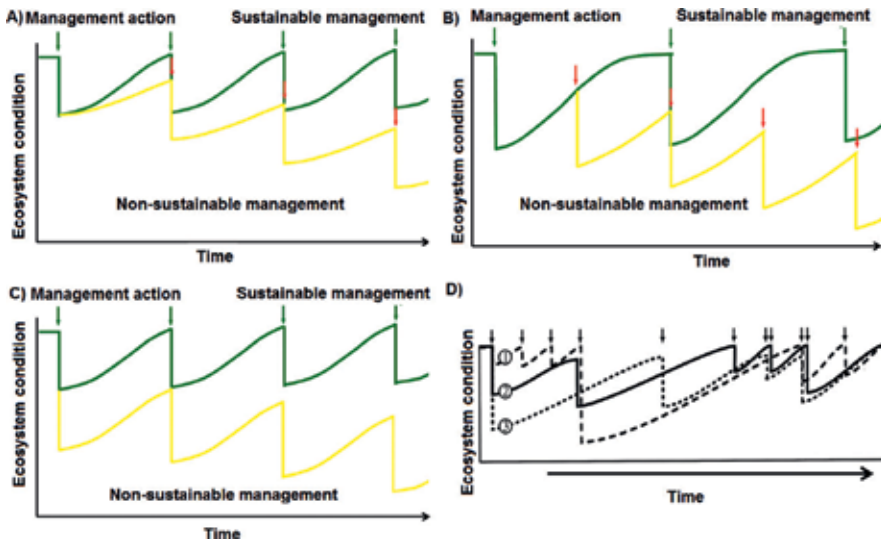 A) Management action Sustainable management
Ecosystem condition
Non-sustainable management
Time
B) Management action Sustainable management
Ecosystem condition
Non-sustainable management
Time
C) Management action Sustainable management
Ecosystem condition
Non-sustainable management
Time
D)
Ecosystem condition
1
2
3
Time